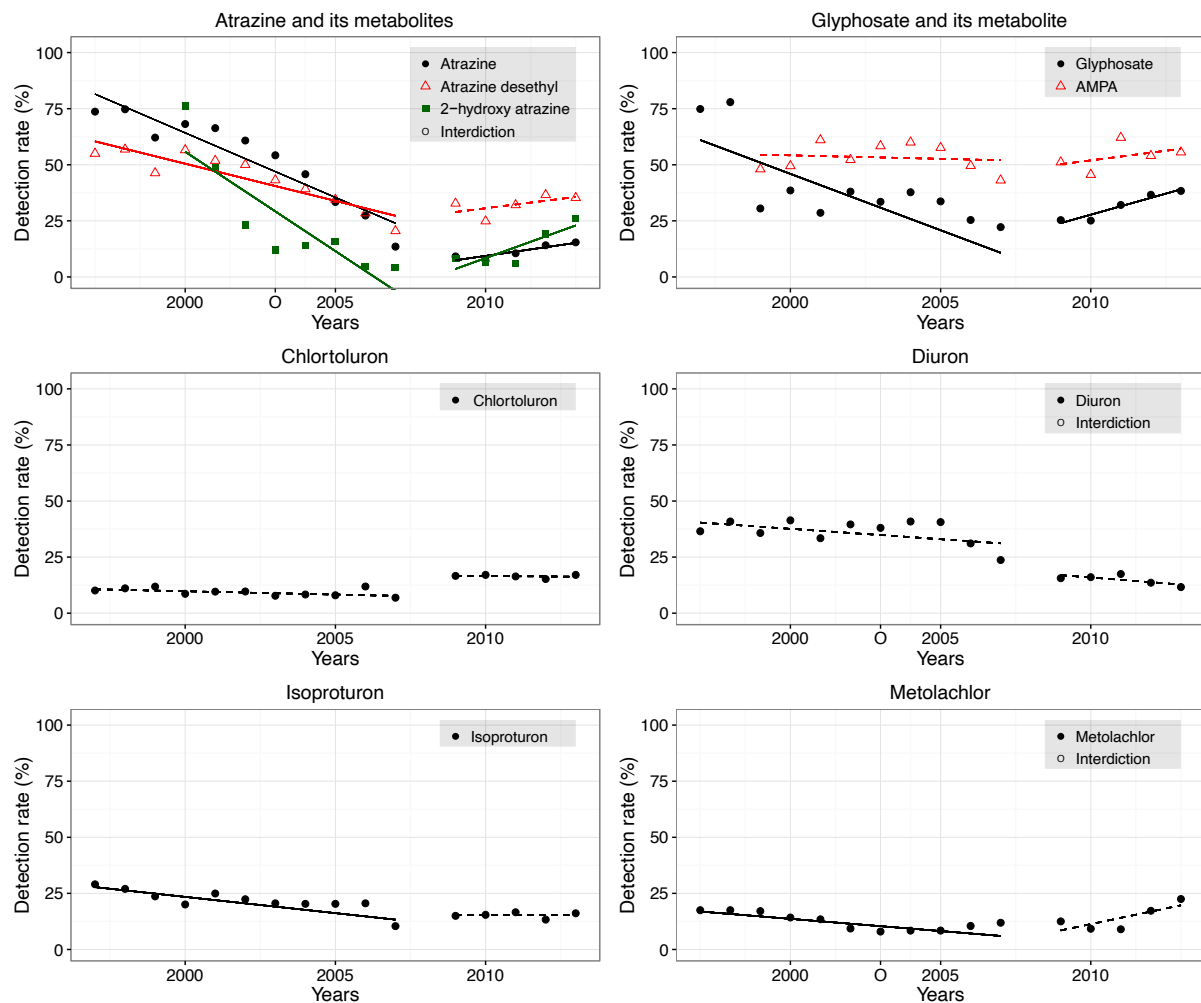 Atrazine and its metabolites
Detection rate (%)
100
75
50
25
0
Atrazine
Atrazine desethyl
2−hydroxy atrazine
O Interdiction
2000 O 2005 2010
Years
Glyphosate and its metabolite
Detection rate (%)
100
75
50
25
0
Glyphosate
AMPA
2000 2005 2010
Years
Chlortoluron
Detection rate (%)
100
75
50
25
0
Chlortoluron
2000 2005 2010
Years
Diuron
Detection rate (%)
100
75
50
25
0
Diuron
O Interdiction
2000 O 2005 2010
Years
Isoproturon
Detection rate (%)
100
75
50
25
0
Isoproturon
2000 2005 2010
Years
Metolachlor
Detection rate (%)
100
75
50
25
0
Metolachlor
O Interdiction
2000 O 2005 2010
Years